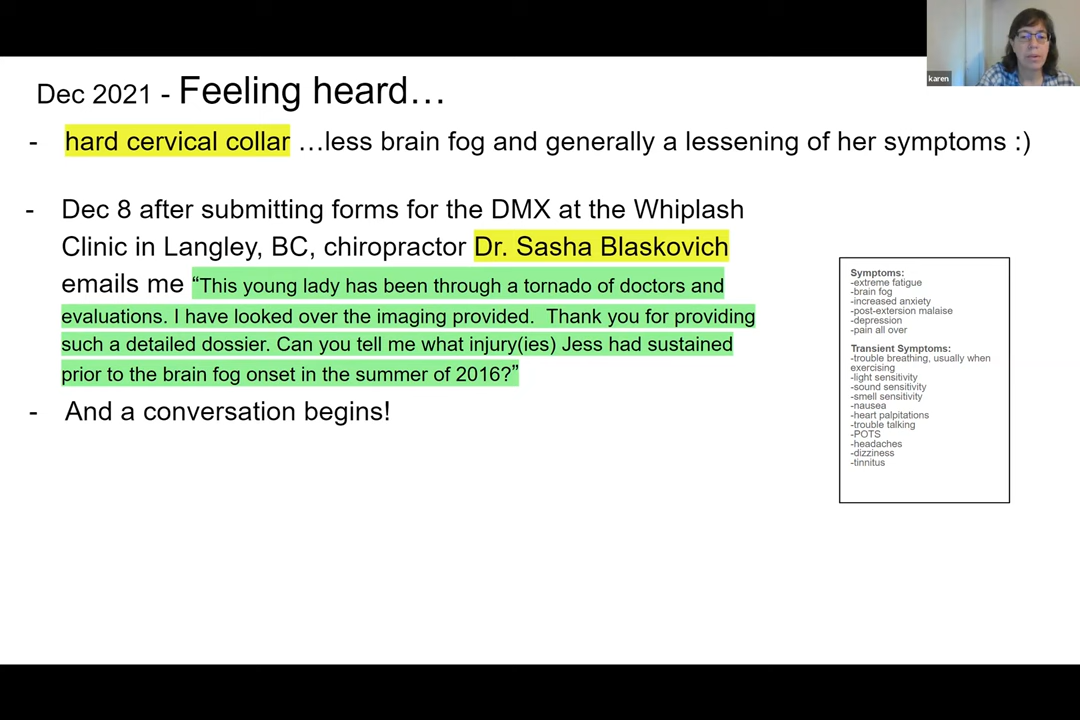 karen
Dec 2021 - Feeling heard…
- hard cervical collar …less brain fog and generally a lessening of her symptoms :)
- Dec 8 after submitting forms for the DMX at the Whiplash
Clinic in Langley, BC, chiropractor Dr. Sasha Blaskovich
emails me “This young lady has been through a tornado of doctors and
evaluations. I have looked over the imaging provided.  Thank you for providing
such a detailed dossier. Can you tell me what injury(ies) Jess had sustained
prior to the brain fog onset in the summer of 2016?”
- And a conversation begins!
Symptoms:
-extreme fatigue
-brain fog
-increased anxiety
-post-extersion malaise
-depression
-pain all over
Transient Symptoms:
-trouble breathing, usually when
exercising
-light sensitivity
-sound sensitivity
-smell sensitivity
-nausea
-heart palpitations
-trouble talking
-POTS
-headaches
-dizziness
-tinnitus